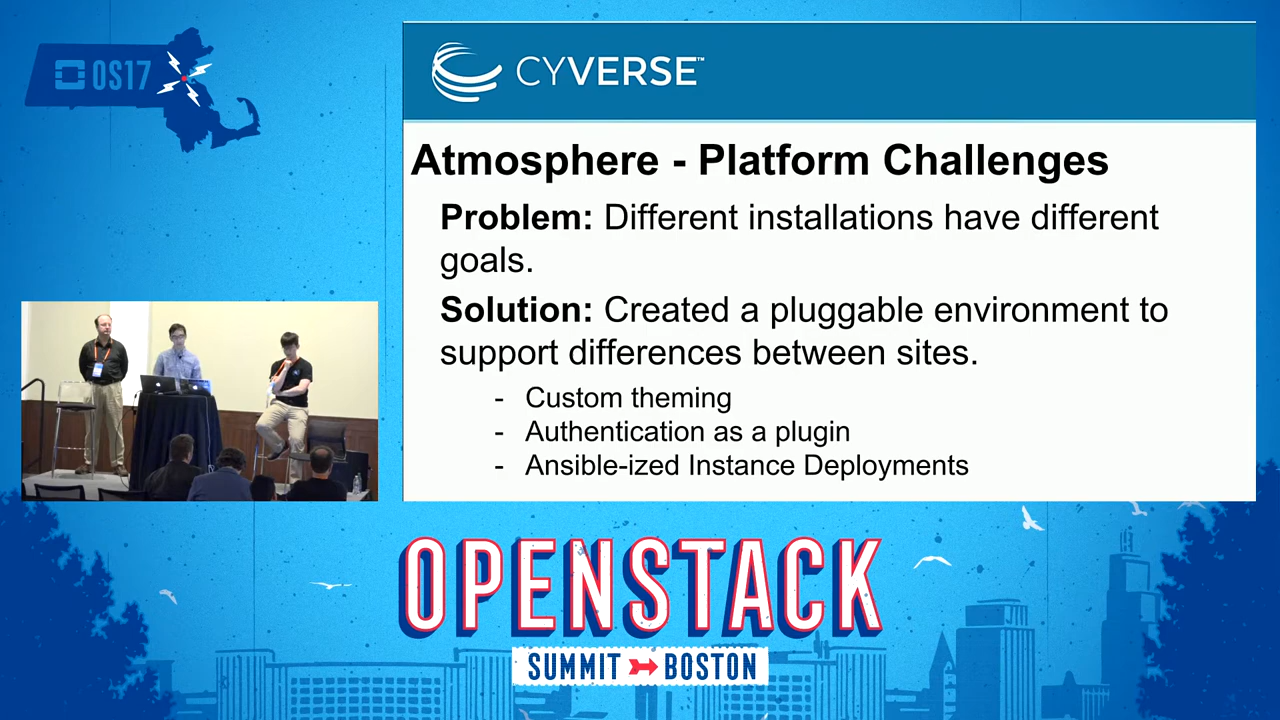 OS17
CYVERSE™
Atmosphere - Platform Challenges
Problem: Different installations have different
goals.
Solution: Created a pluggable environment to
support differences between sites.
- Custom theming
- Authentication as a plugin
- Ansible-ized Instance Deployments
OPENSTACK
SUMMIT BOSTON